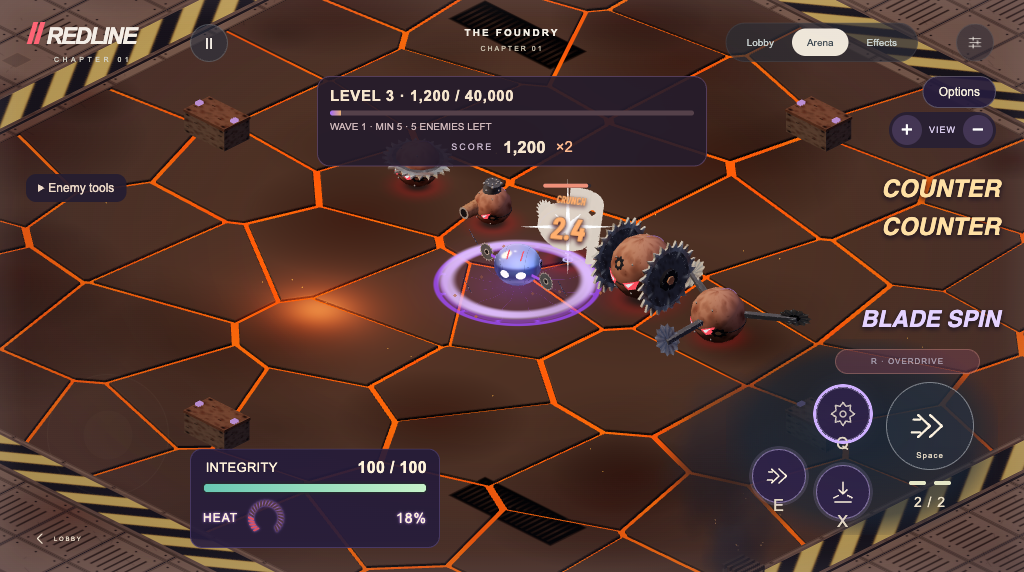 REDLINE
CHAPTER 01
THE FOUNDRY
CHAPTER 01
Lobby
Arena
Effects
Options
+ VIEW −
LEVEL 3 · 1,200 / 40,000
WAVE 1 · MIN 5 · 5 ENEMIES LEFT
SCORE 1,200 ×2
Enemy tools
CRUNCH
2.4
COUNTER
COUNTER
BLADE SPIN
R · OVERDRIVE
Q
Space
E
X
2 / 2
INTEGRITY 100 / 100
HEAT 18%
LOBBY